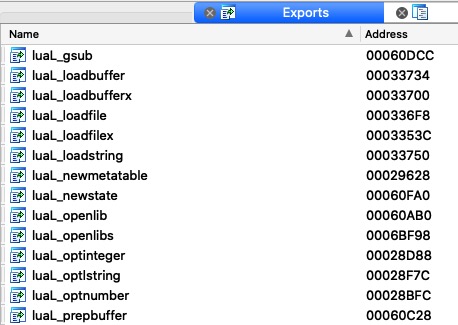 Exports
Name Address
luaL_gsub 00060DCC
luaL_loadbuffer 00033734
luaL_loadbufferx 00033700
luaL_loadfile 000336F8
luaL_loadfilex 0003353C
luaL_loadstring 00033750
luaL_newmetatable 00029628
luaL_newstate 00060FA0
luaL_openlib 00060AB0
luaL_openlibs 0006BF98
luaL_optinteger 00028D88
luaL_optlstring 00028F7C
luaL_optnumber 00028BFC
luaL_prepbuffer 00060C28